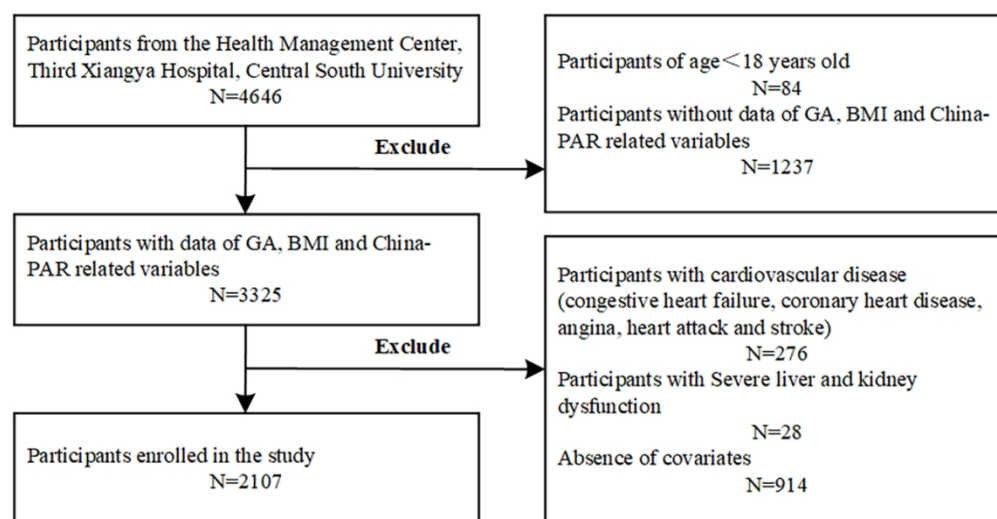 Participants from the Health Management Center,
Third Xiangya Hospital, Central South University
N=4646
Exclude
Participants of age<18 years old
N=84
Participants without data of GA, BMI and China-
PAR related variables
N=1237
Participants with data of GA, BMI and China-
PAR related variables
N=3325
Exclude
Participants with cardiovascular disease
(congestive heart failure, coronary heart disease,
angina, heart attack and stroke)
N=276
Participants with Severe liver and kidney
dysfunction
N=28
Absence of covariates
N=914
Participants enrolled in the study
N=2107